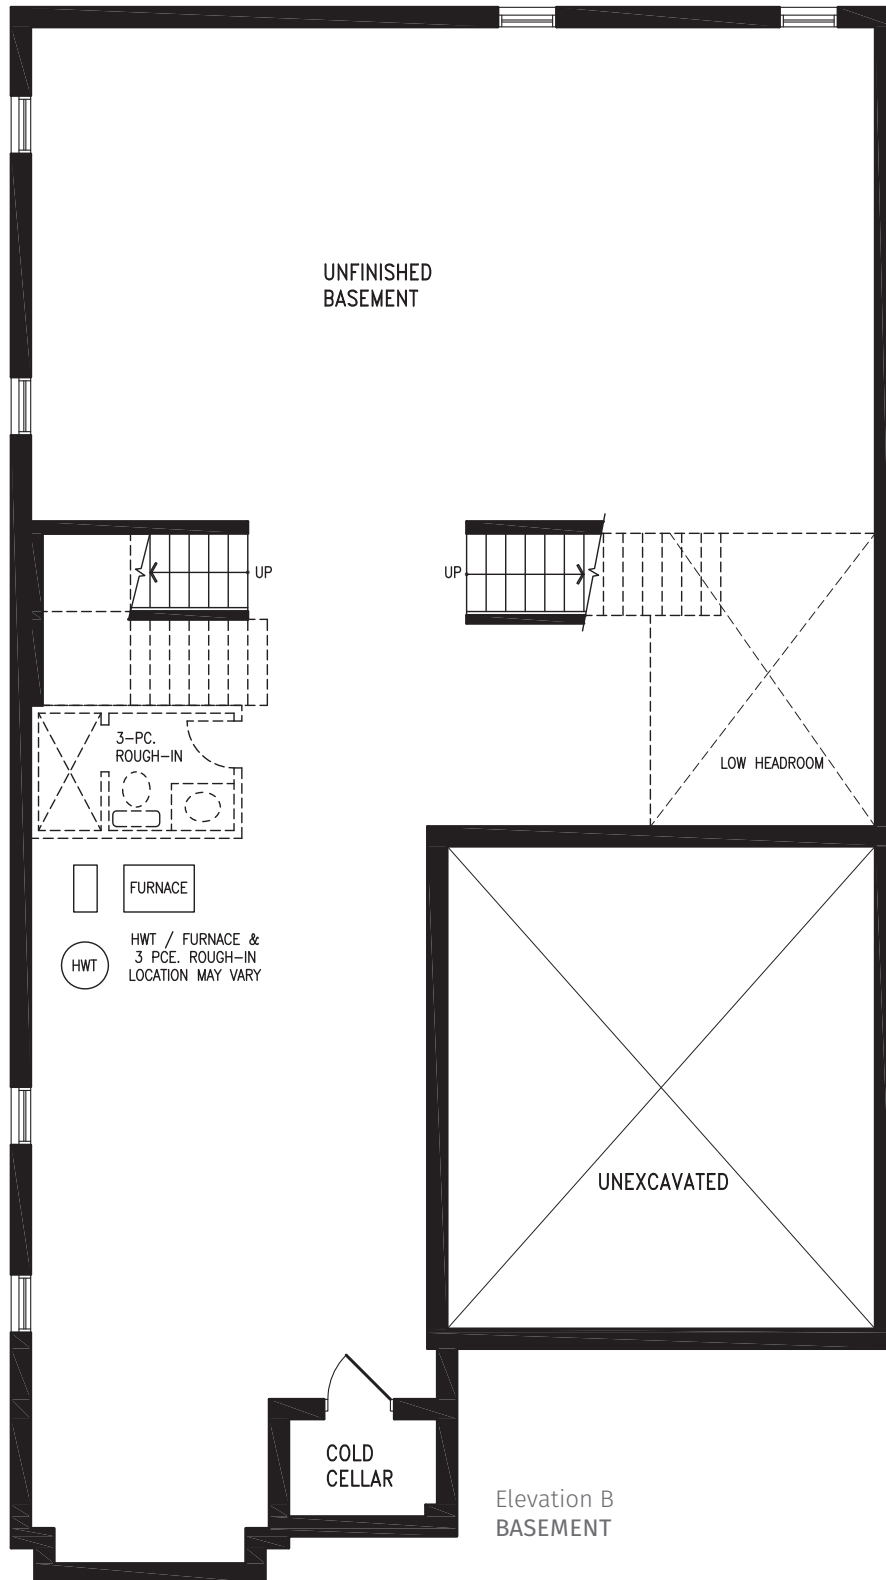 UNFINISHED
BASEMENT
UP
UP
3-PC.
ROUGH-IN
LOW HEADROOM
FURNACE
HWT
HWT / FURNACE &
3 PCE. ROUGH-IN
LOCATION MAY VARY
UNEXCAVATED
COLD
CELLAR
Elevation B
BASEMENT